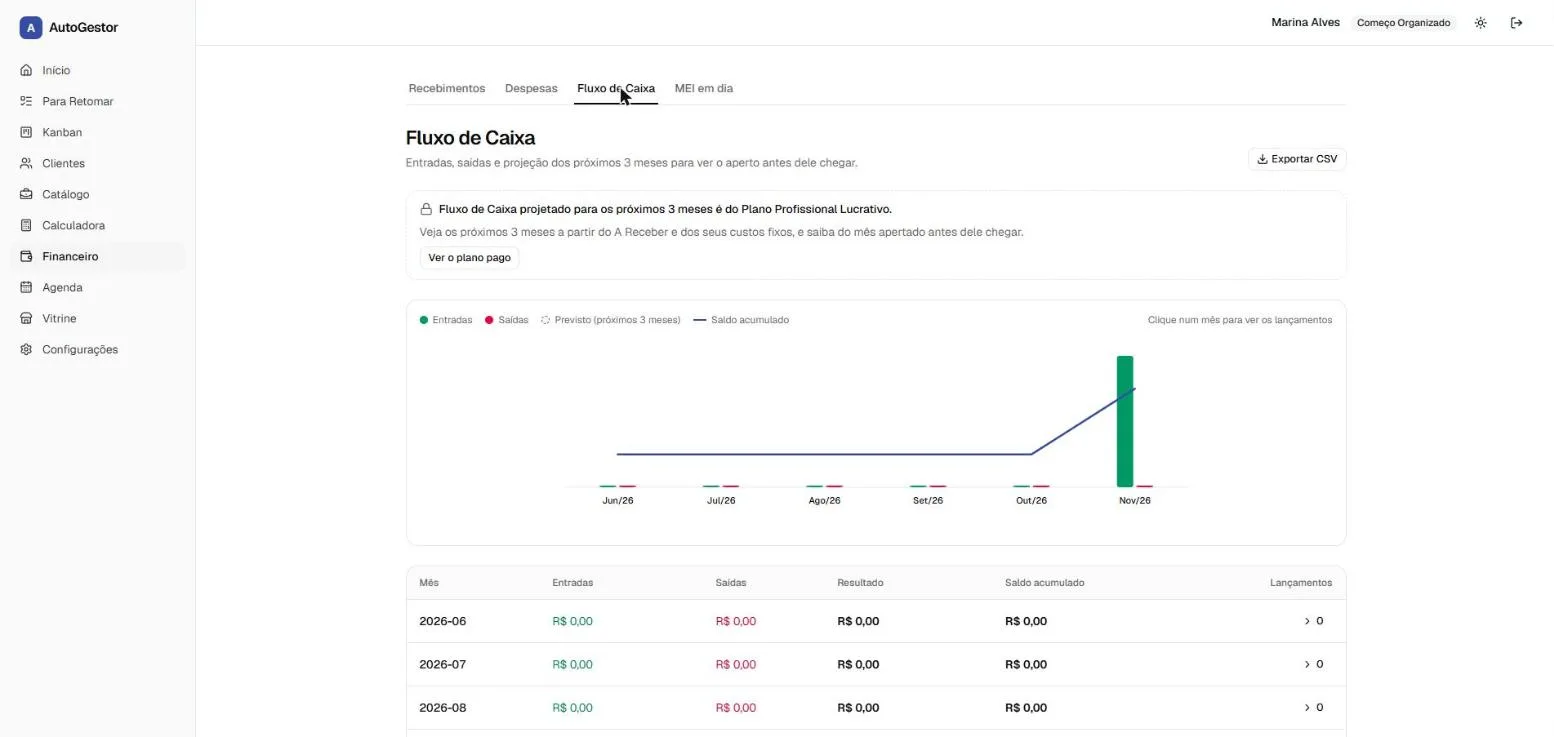 A AutoGestor
Marina Alves Começo Organizado
Início
Para Retomar
Kanban
Clientes
Catálogo
Calculadora
Financeiro
Agenda
Vitrine
Configurações
Recebimentos Despesas Fluxo de Caixa MEI em dia
Fluxo de Caixa
Entradas, saídas e projeção dos próximos 3 meses para ver o aperto antes dele chegar.
Exportar CSV
Fluxo de Caixa projetado para os próximos 3 meses é do Plano Profissional Lucrativo.
Veja os próximos 3 meses a partir do A Receber e dos seus custos fixos, e saiba do mês apertado antes dele chegar.
Ver o plano pago
Entradas Saídas Previsto (próximos 3 meses) Saldo acumulado Clique num mês para ver os lançamentos
Jun/26 Jul/26 Ago/26 Set/26 Out/26 Nov/26
Mês Entradas Saídas Resultado Saldo acumulado Lançamentos
2026-06 R$ 0,00 R$ 0,00 R$ 0,00 R$ 0,00 > 0
2026-07 R$ 0,00 R$ 0,00 R$ 0,00 R$ 0,00 > 0
2026-08 R$ 0,00 R$ 0,00 R$ 0,00 R$ 0,00 > 0